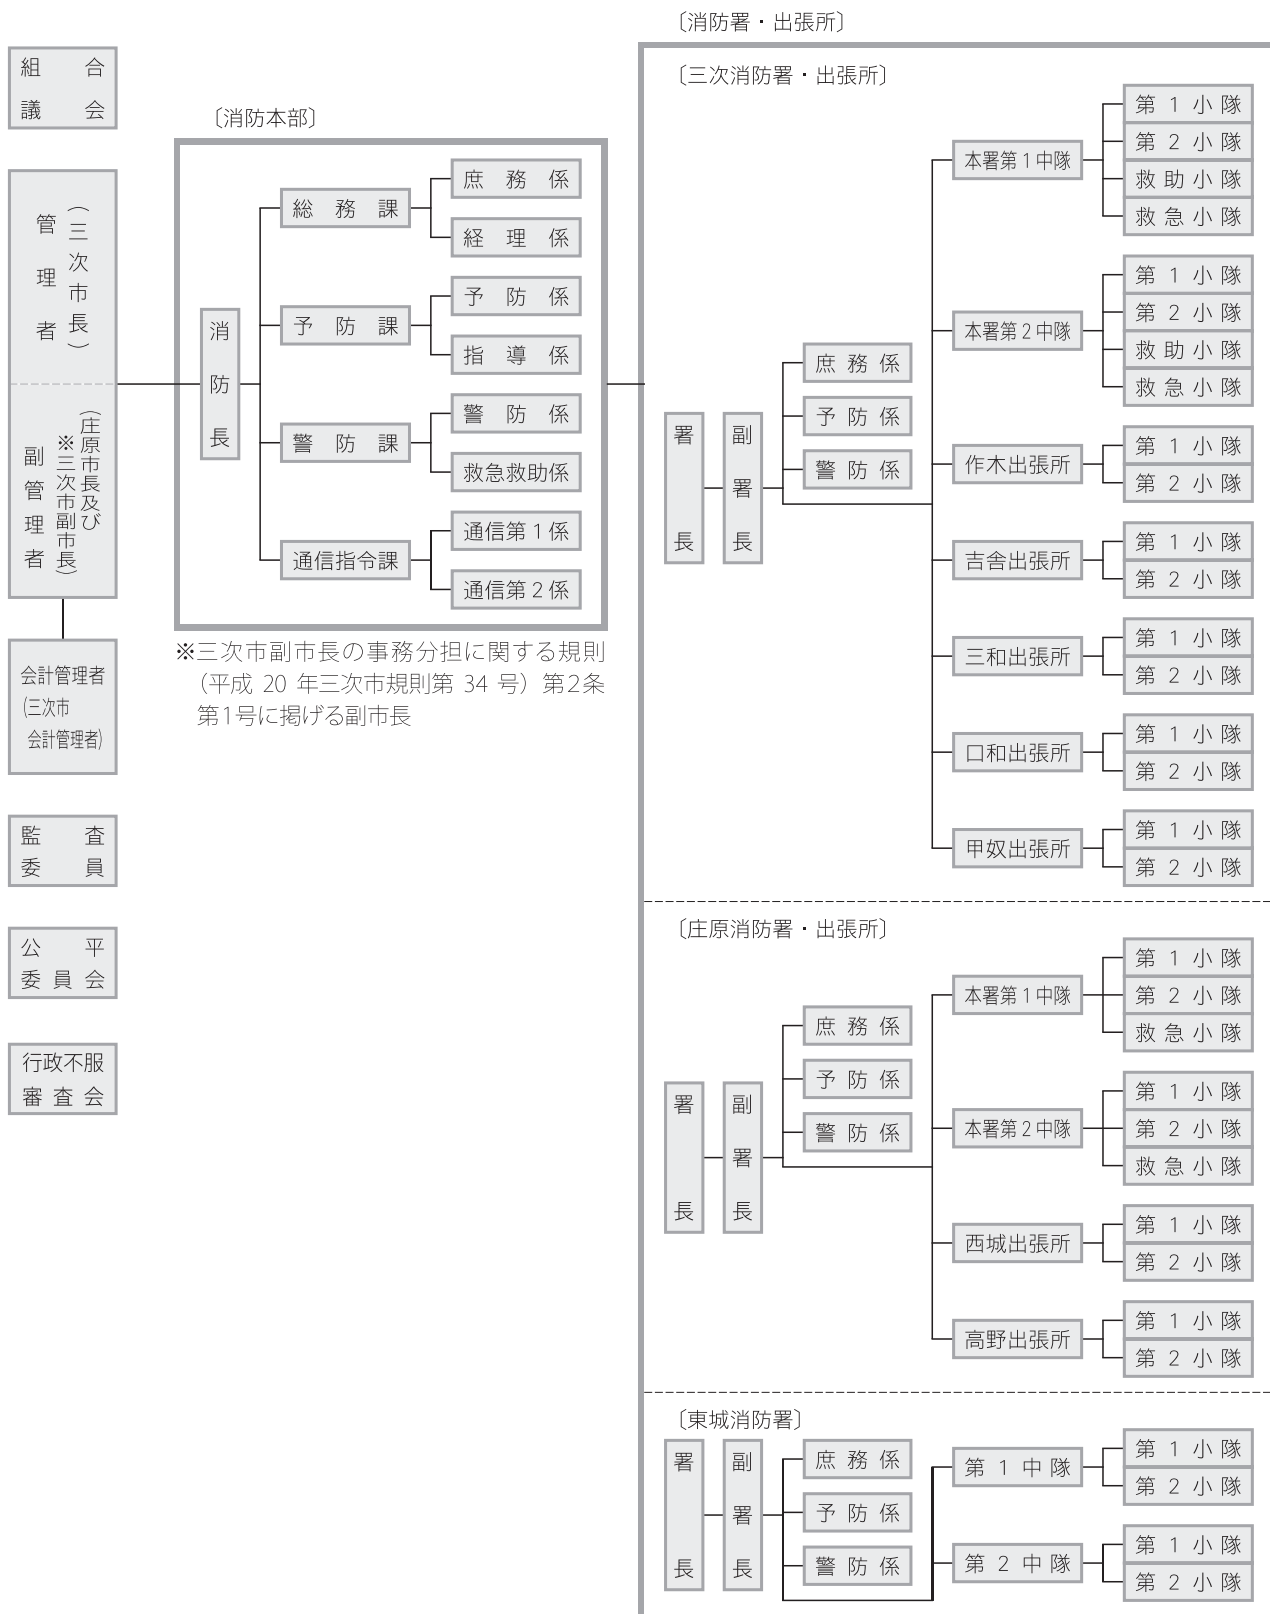 組合
議会
管理者
（三次市長）
副管理者
（庄原市長及び
※三次市副市長）
会計管理者
(三次市
会計管理者)
監査
委員
公平
委員会
行政不服
審査会
〔消防本部〕
消防長
総務課
庶務係
経理係
予防課
予防係
指導係
警防課
警防係
救急救助係
通信指令課
通信第1係
通信第2係
※三次市副市長の事務分担に関する規則
（平成 20 年三次市規則第 34 号）第2条
第1号に掲げる副市長
〔消防署・出張所〕
〔三次消防署・出張所〕
署長
副署長
庶務係
予防係
警防係
本署第1中隊
第1小隊
第2小隊
救助小隊
救急小隊
本署第2中隊
第1小隊
第2小隊
救助小隊
救急小隊
作木出張所
第1小隊
第2小隊
吉舎出張所
第1小隊
第2小隊
三和出張所
第1小隊
第2小隊
口和出張所
第1小隊
第2小隊
甲奴出張所
第1小隊
第2小隊
〔庄原消防署・出張所〕
署長
副署長
庶務係
予防係
警防係
本署第1中隊
第1小隊
第2小隊
救急小隊
本署第2中隊
第1小隊
第2小隊
救急小隊
西城出張所
第1小隊
第2小隊
高野出張所
第1小隊
第2小隊
〔東城消防署〕
署長
副署長
庶務係
予防係
警防係
第1中隊
第1小隊
第2小隊
第2中隊
第1小隊
第2小隊